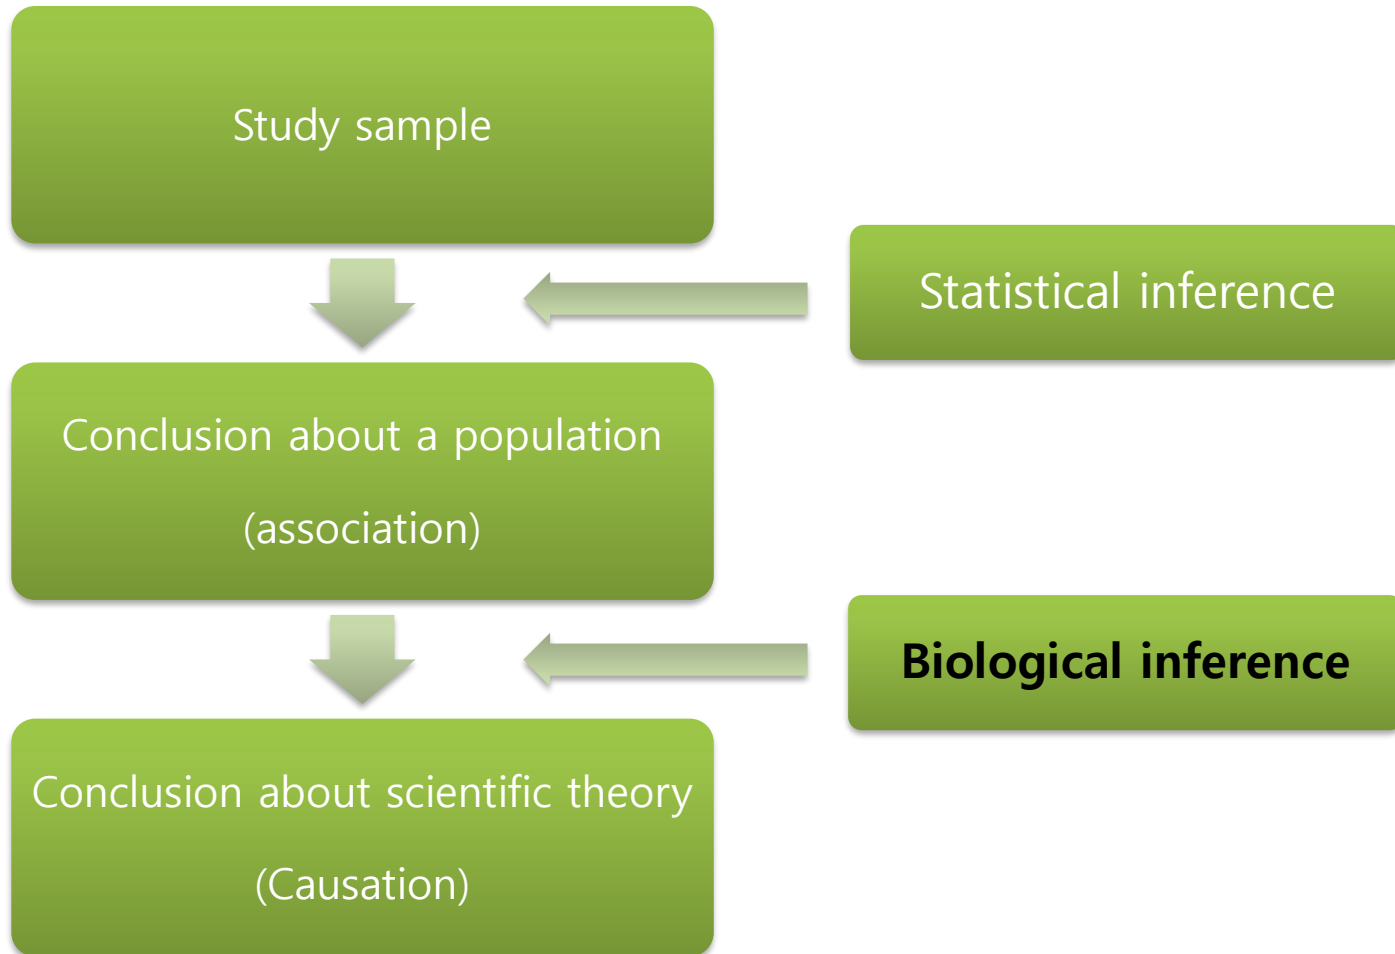 Study sample
Statistical inference
Conclusion about a population
(association)
Biological inference
Conclusion about scientific theory
(Causation)